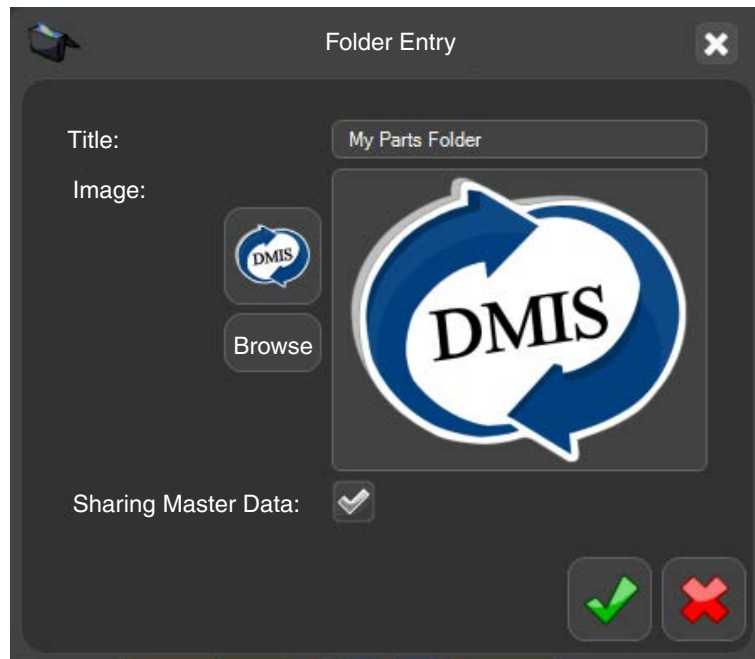 Folder Entry
Title:
My Parts Folder
Image:
DMIS
Browse
DMIS
Sharing Master Data: